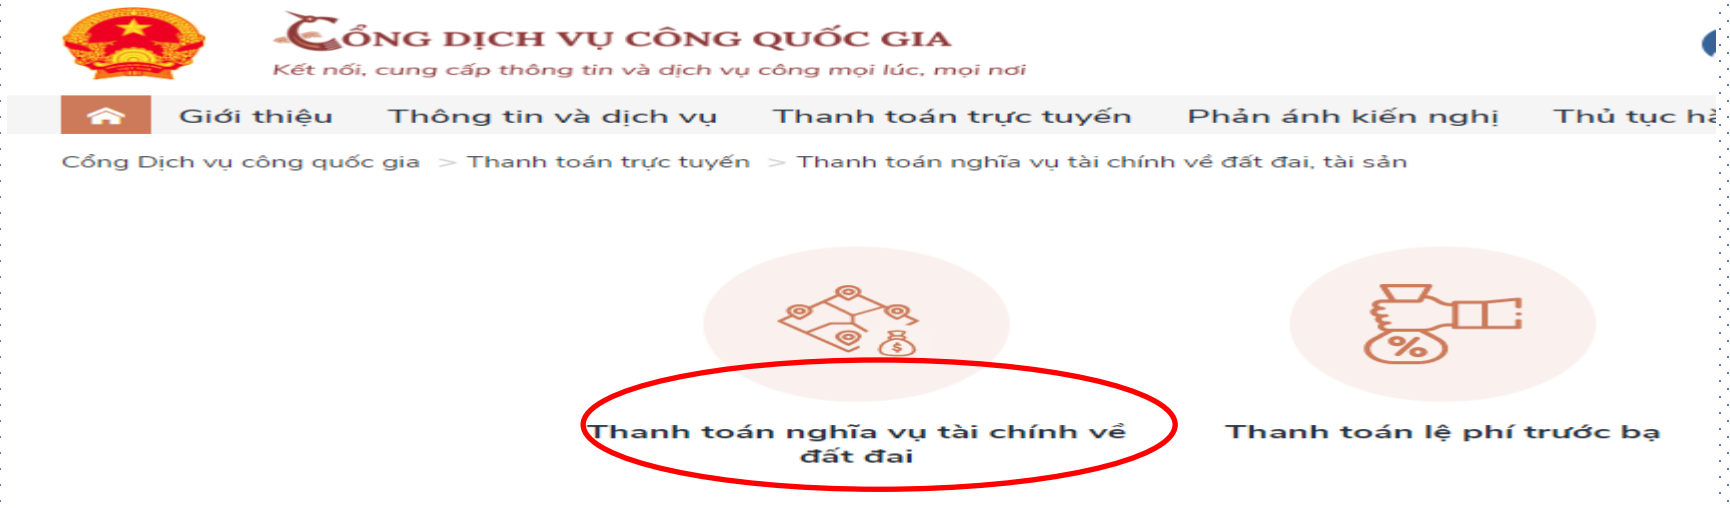 CỔNG DỊCH VỤ CÔNG QUỐC GIA
Kết nối, cung cấp thông tin và dịch vụ công mọi lúc, mọi nơi
Giới thiệu Thông tin và dịch vụ Thanh toán trực tuyến Phản ánh kiến nghị Thủ tục
Cổng Dịch vụ công quốc gia > Thanh toán trực tuyến > Thanh toán nghĩa vụ tài chính về đất đai, tài sản
$
%
Thanh toán nghĩa vụ tài chính về
đất đai
Thanh toán lệ phí trước bạ